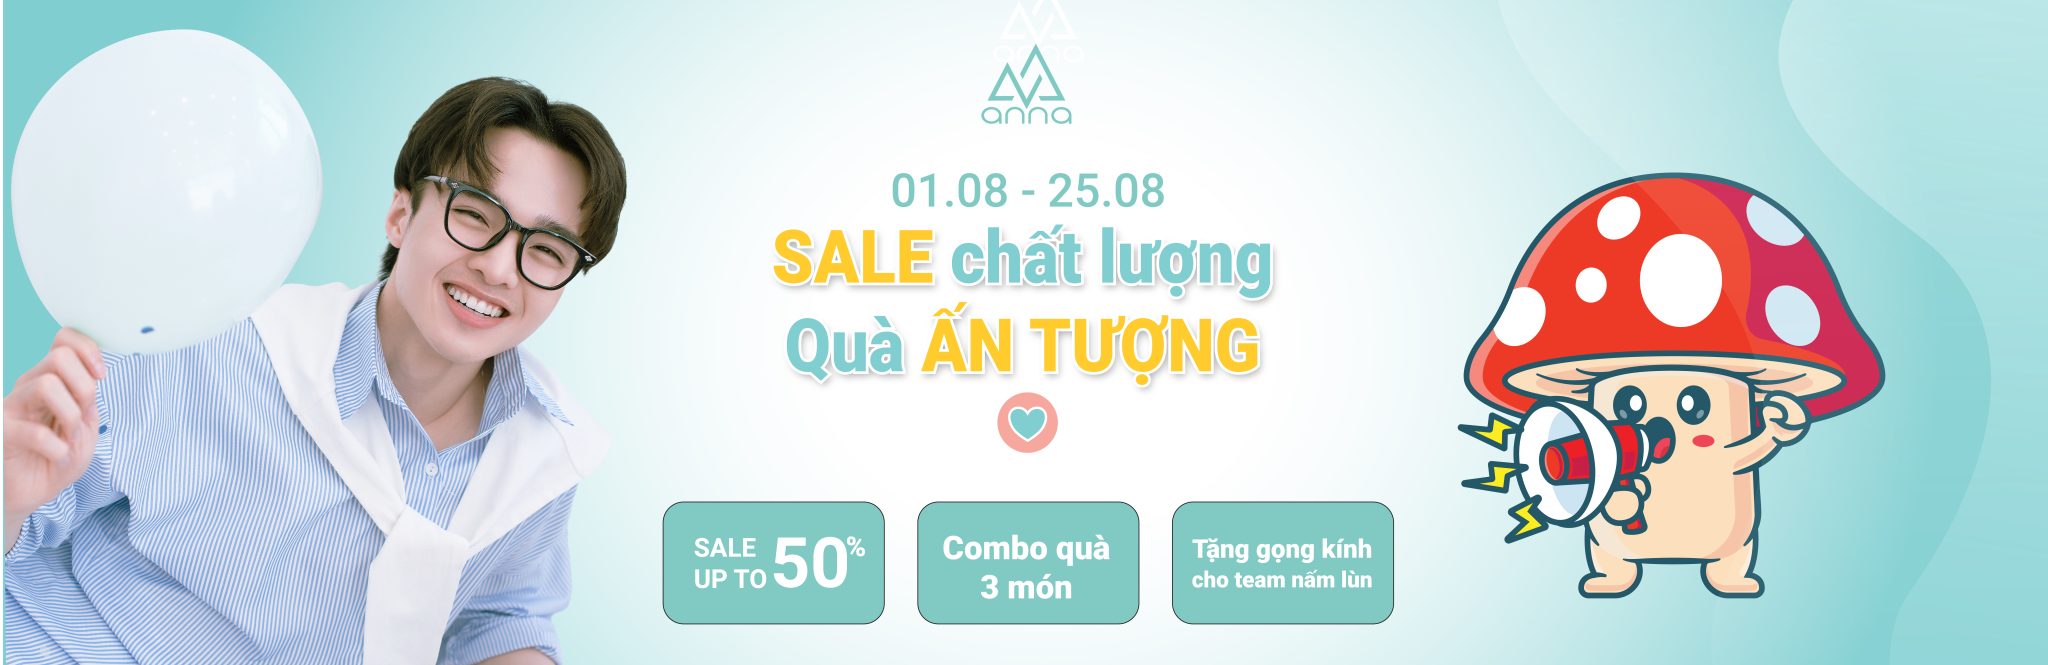 anna
anna
01.08 - 25.08
SALE chất lượng
Quà ẤN TƯỢNG
SALE
UP TO 50%
Combo quà
3 món
Tặng gọng kính
cho team nấm lùn